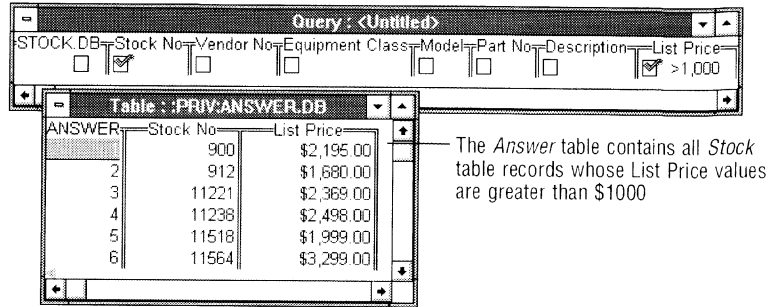 Query : <Untitled>
STOCK.DB Stock No Vendor No Equipment Class Model Part No Description List Price
>1,000
Table : :PRIV:ANSWER.DB
ANSWER Stock No List Price
900 $2,195.00
2 912 $1,680.00
3 11221 $2,369.00
4 11238 $2,498.00
5 11518 $1,999.00
6 11564 $3,299.00
The Answer table contains all Stock
table records whose List Price values
are greater than $1000